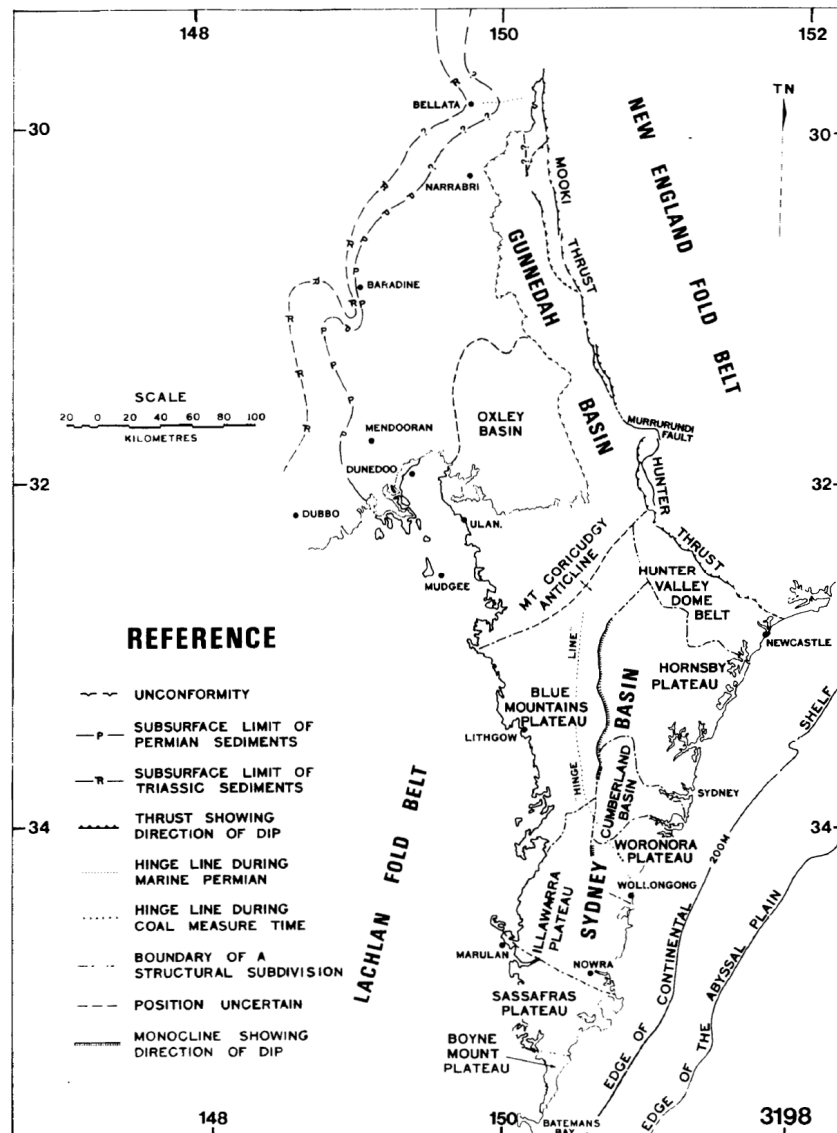 148
150
152
TN
30
30
BELLATA
NARRABRI
MOOKI
THRUST
NEW ENGLAND FOLD BELT
GUNNEDAH
BASIN
BARADINE
SCALE
20 0 20 40 60 80 100
KILOMETRES
MENDOORAN
OXLEY
BASIN
MURRURUNDI
FAULT
DUNEDOO
HUNTER
THRUST
32
32
DUBBO
ULAN.
MUDGEE
MT CORICUDGY
ANTICLINE
HUNTER
VALLEY
DOME
BELT
NEWCASTLE
HORNSBY
PLATEAU
LINE
HINGE
BLUE
MOUNTAINS
PLATEAU
LITHGOW
SYDNEY
BASIN
CUMBERLAND
BASIN
SYDNEY
34
34
WORONORA
PLATEAU
WOLLONGONG
ILLAWARRA
PLATEAU
MARULAN
NOWRA
SASSAFRAS
PLATEAU
BOYNE
MOUNT
PLATEAU
BATEMANS
BAY
LACHLAN FOLD BELT
EDGE OF CONTINENTAL SHELF
200M
EDGE OF THE ABYSSAL PLAIN
REFERENCE
UNCONFORMITY
P SUBSURFACE LIMIT OF
PERMIAN SEDIMENTS
R SUBSURFACE LIMIT OF
TRIASSIC SEDIMENTS
THRUST SHOWING
DIRECTION OF DIP
HINGE LINE DURING
MARINE PERMIAN
HINGE LINE DURING
COAL MEASURE TIME
BOUNDARY OF A
STRUCTURAL SUBDIVISION
POSITION UNCERTAIN
MONOCLINE SHOWING
DIRECTION OF DIP
148
150
3198